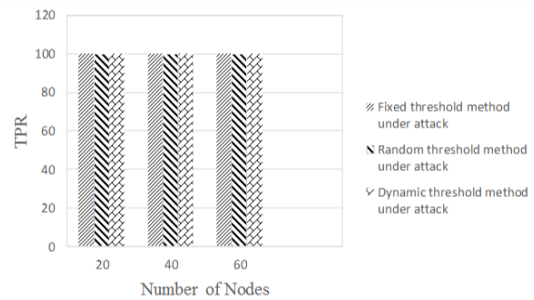 120
100
80
60
40
20
0
TPR
20 40 60
Number of Nodes
Fixed threshold method
under attack
Random threshold method
under attack
Dynamic threshold method
under attack